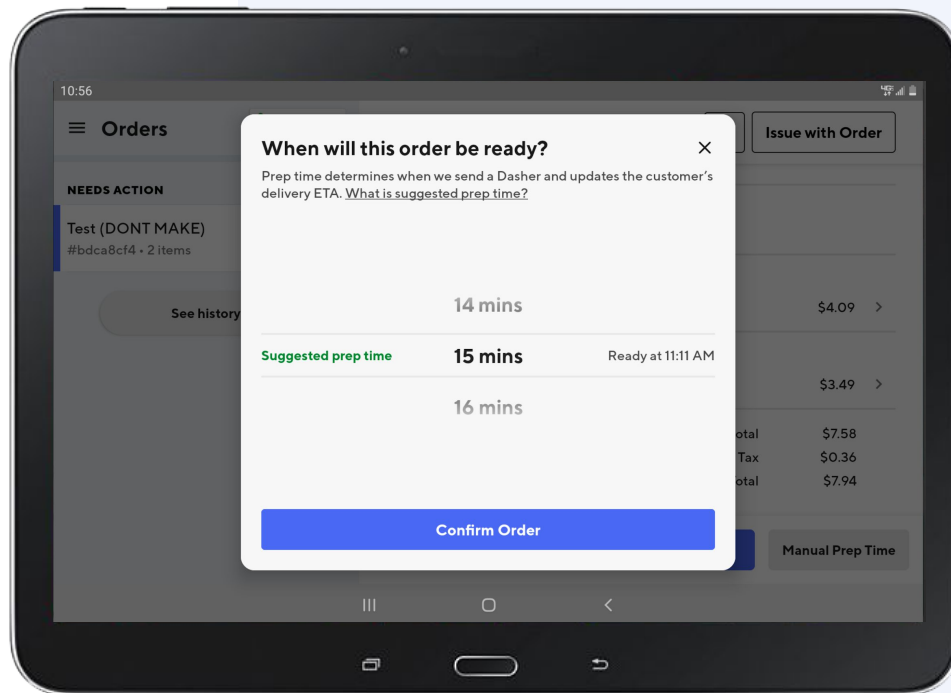 10:56
Orders
Issue with Order
NEEDS ACTION
Test (DONT MAKE)
#bdca8cf4 • 2 items
See history
When will this order be ready?
Prep time determines when we send a Dasher and updates the customer's
delivery ETA. What is suggested prep time?
14 mins
Suggested prep time 15 mins Ready at 11:11 AM
16 mins
Confirm Order
$4.09
$3.49
otal $7.58
Tax $0.36
otal $7.94
Manual Prep Time